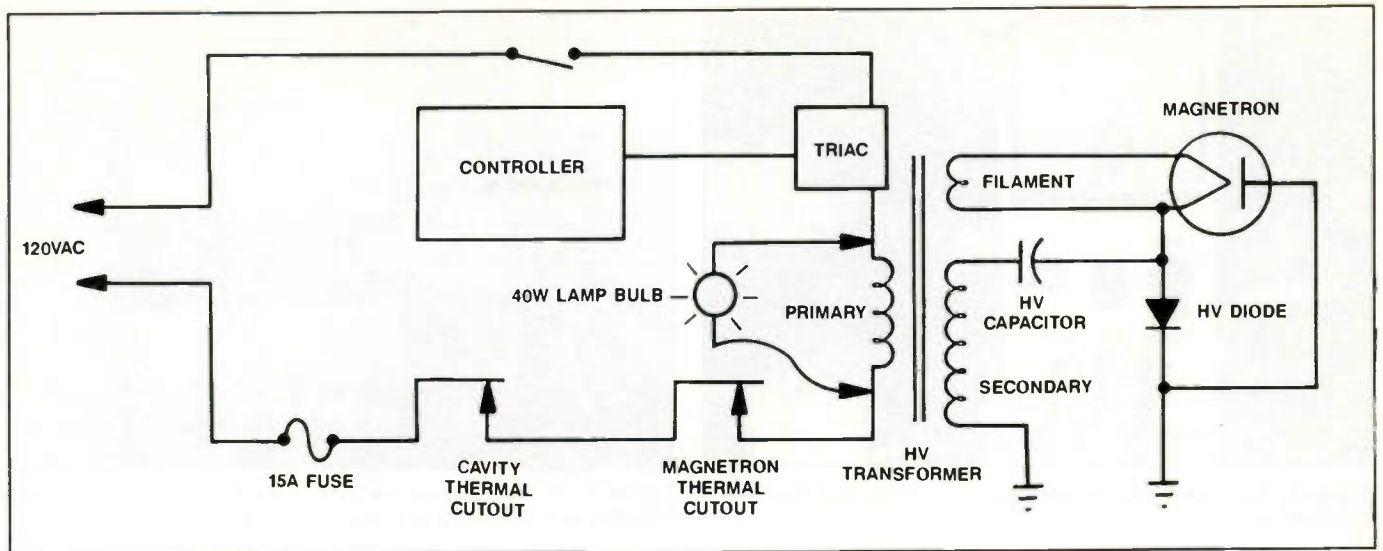 MAGNETRON
CONTROLLER
TRIAC
FILAMENT
120VAC
40W LAMP BULB
PRIMARY
HV
CAPACITOR
HV DIODE
SECONDARY
15A FUSE
CAVITY
THERMAL
CUTOUT
MAGNETRON
THERMAL
CUTOUT
HV
TRANSFORMER